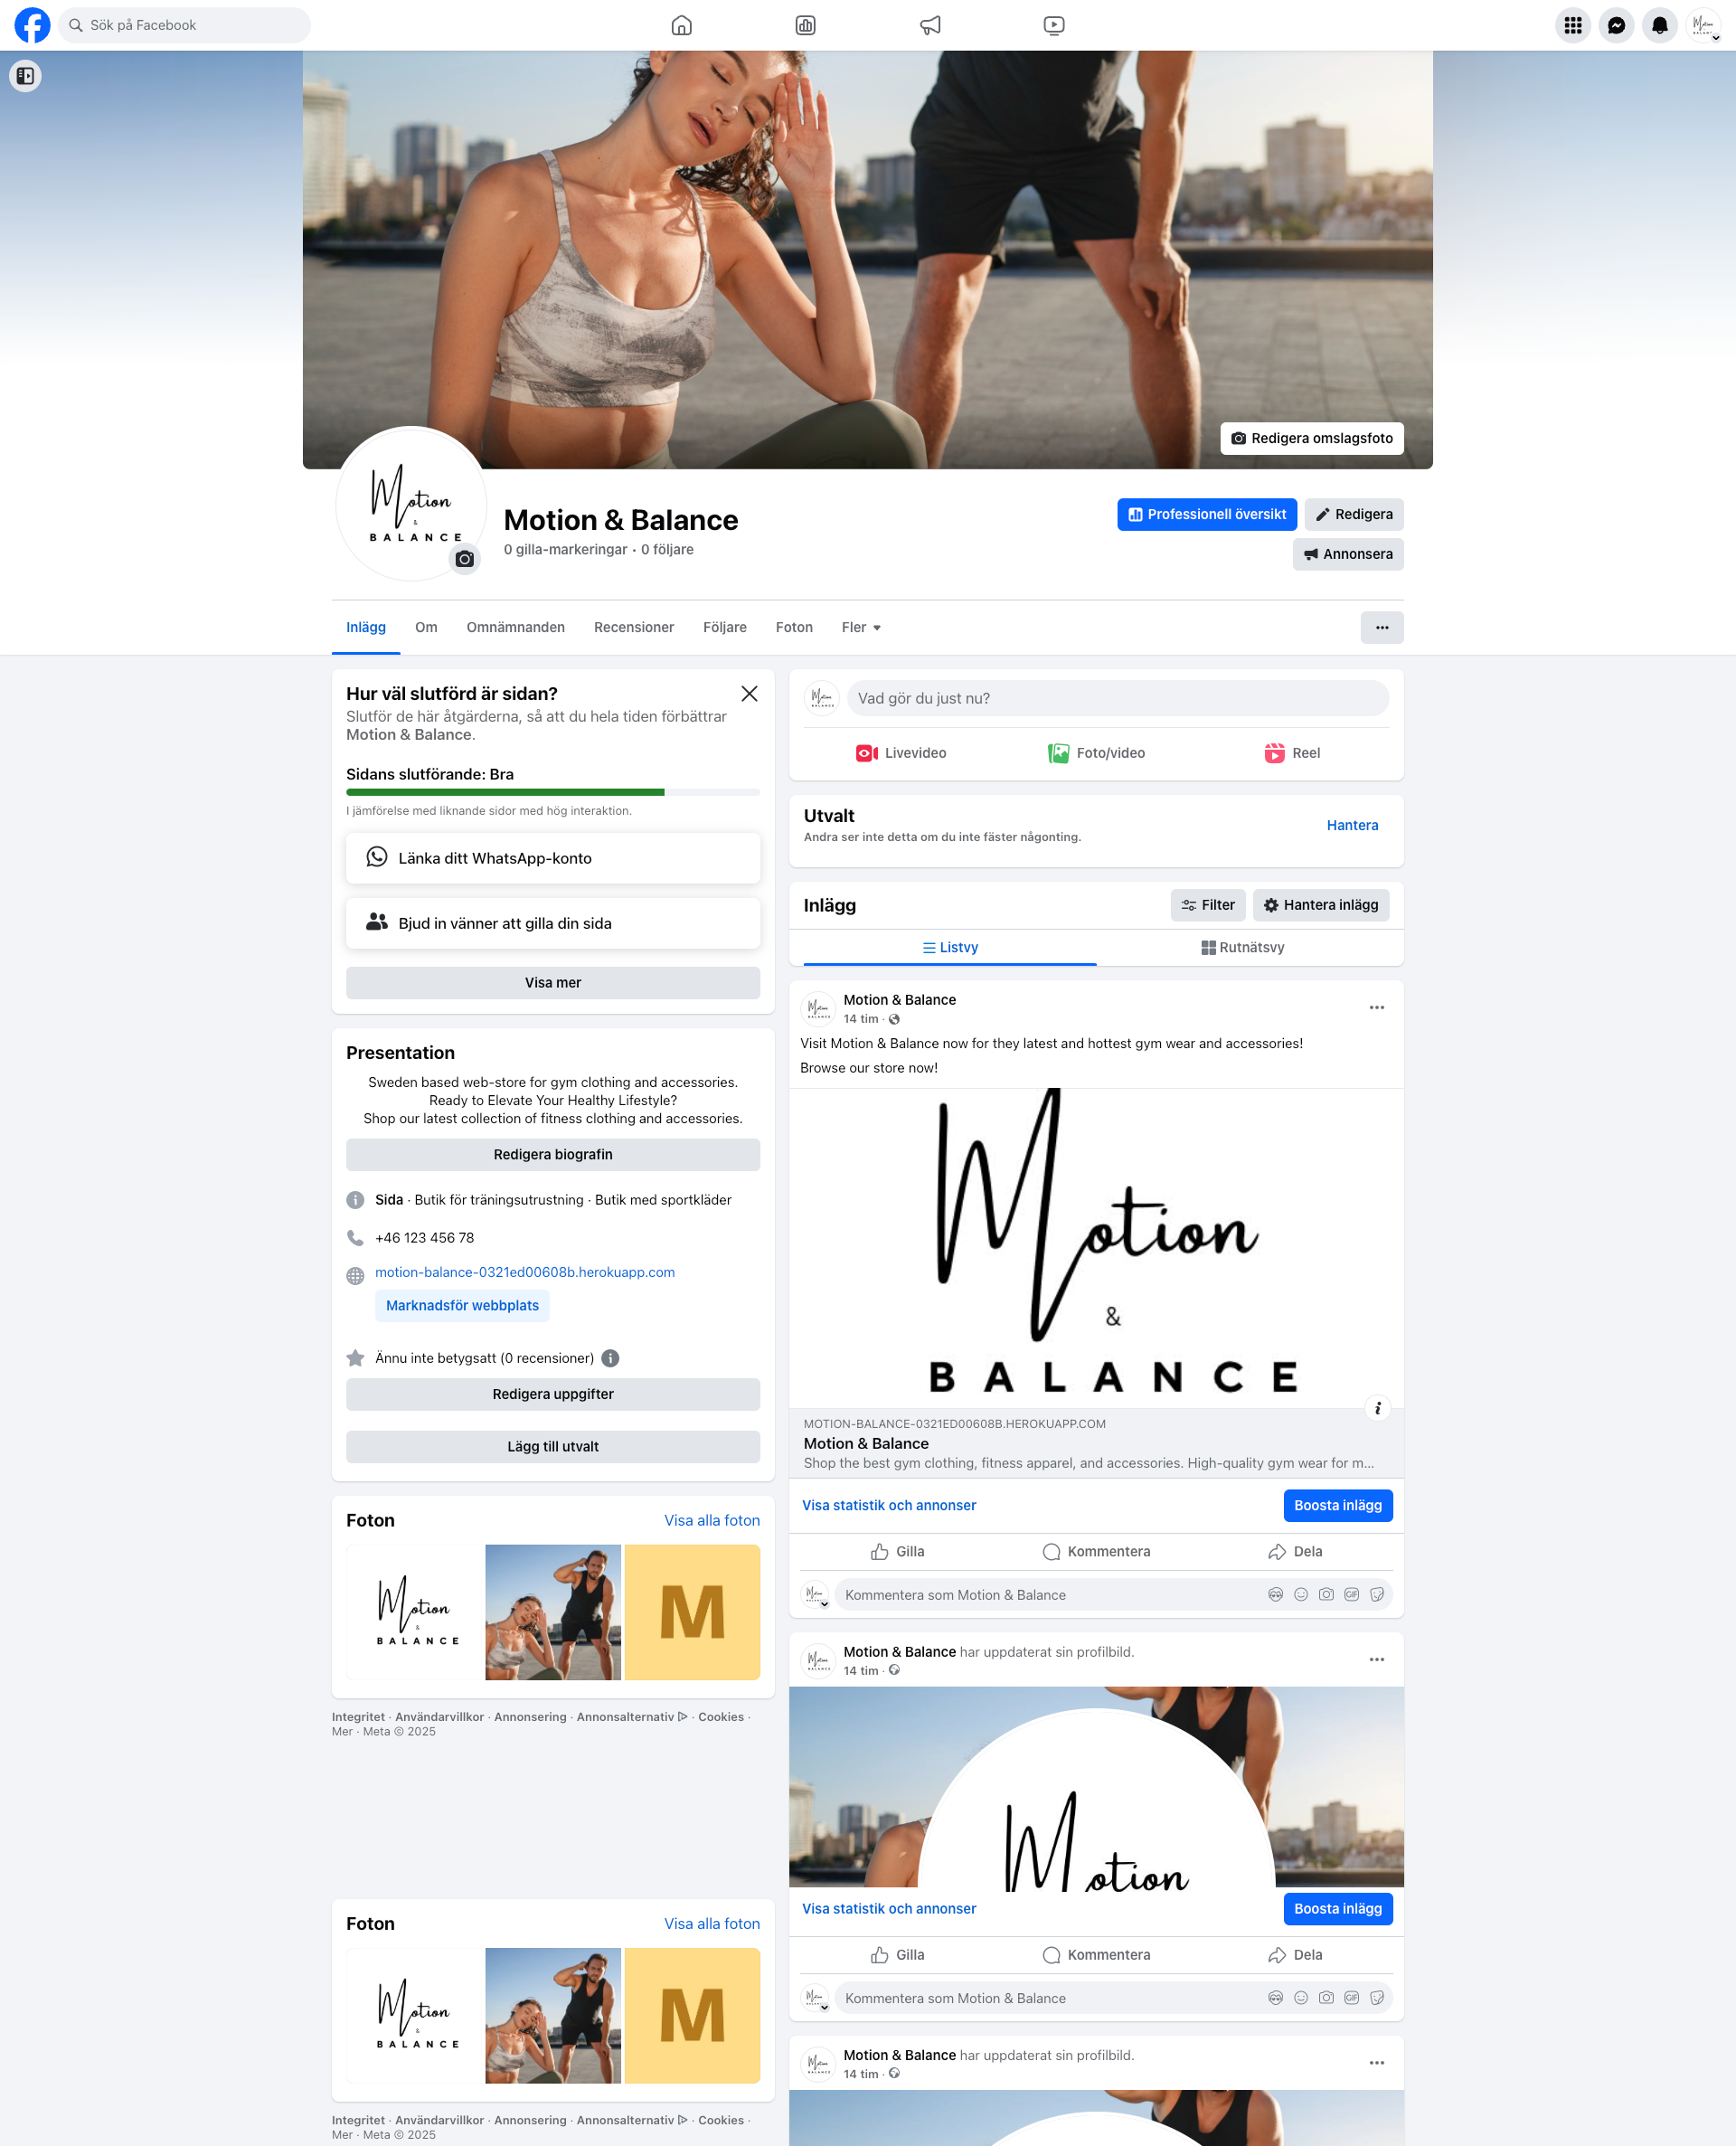 Sök på Facebook
Redigera omslagsfoto
Motion
&
BALANCE
Motion & Balance
0 gilla-markeringar • 0 följare
Professionell översikt
Redigera
Annonsera
Inlägg
Om
Omnämnanden
Recensioner
Följare
Foton
Fler
Hur väl slutförd är sidan?
Slutför de här åtgärderna, så att du hela tiden förbättrar
Motion & Balance.
Sidans slutförande: Bra
I jämförelse med liknande sidor med hög interaktion.
Länka ditt WhatsApp-konto
Bjud in vänner att gilla din sida
Visa mer
Presentation
Sweden based web-store for gym clothing and accessories.
Ready to Elevate Your Healthy Lifestyle?
Shop our latest collection of fitness clothing and accessories.
Redigera biografin
Sida · Butik för träningsutrustning · Butik med sportkläder
+46 123 456 78
motion-balance-0321ed00608b.herokuapp.com
Marknadsför webbplats
Ännu inte betygsatt (0 recensioner)
Redigera uppgifter
Lägg till utvalt
Foton
Visa alla foton
Motion
BALANCE
M
Integritet · Användarvillkor · Annonsering · Annonsalternativ · Cookies ·
Mer · Meta © 2025
Foton
Visa alla foton
Motion
BALANCE
M
Integritet · Användarvillkor · Annonsering · Annonsalternativ · Cookies ·
Mer · Meta © 2025
Vad gör du just nu?
Livevideo
Foto/video
Reel
Utvalt
Andra ser inte detta om du inte fäster någonting.
Hantera
Inlägg
Filter
Hantera inlägg
Listvy
Rutnätsvy
Motion & Balance
14 tim ·
Visit Motion & Balance now for they latest and hottest gym wear and accessories!
Browse our store now!
Motion
&
BALANCE
MOTION-BALANCE-0321ED00608B.HEROKUAPP.COM
Motion & Balance
Shop the best gym clothing, fitness apparel, and accessories. High-quality gym wear for m...
Visa statistik och annonser
Boosta inlägg
Gilla
Kommentera
Dela
Kommentera som Motion & Balance
GIF
Motion & Balance har uppdaterat sin profilbild.
14 tim ·
Motion
Visa statistik och annonser
Boosta inlägg
Gilla
Kommentera
Dela
Kommentera som Motion & Balance
GIF
Motion & Balance har uppdaterat sin profilbild.
14 tim ·